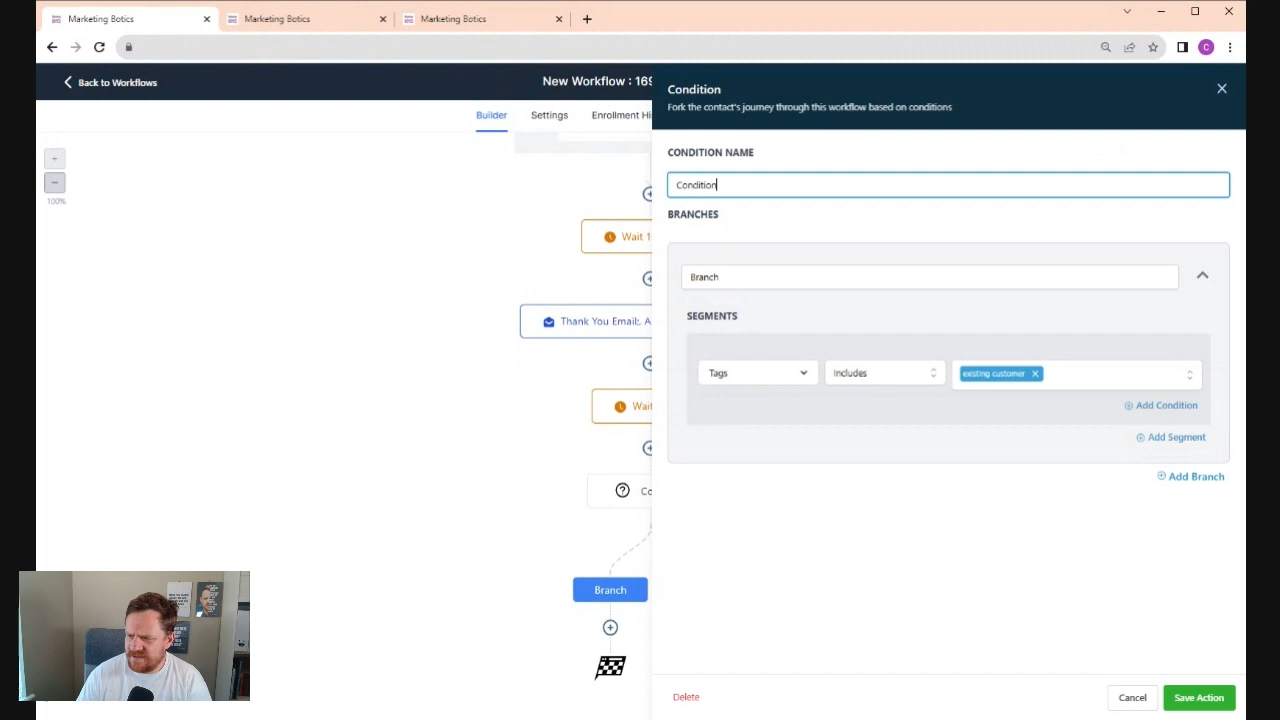 Marketing Botics
Marketing Botics
Marketing Botics
Back to Workflows
New Workflow : 169
Builder
Settings
Enrollment Hi
100%
Wait 1
Thank You Email:, A
Wait
Co
Branch
Condition
Fork the contact's journey through this workflow based on conditions
CONDITION NAME
Condition
BRANCHES
Branch
SEGMENTS
Tags
Includes
existing customer
Add Condition
Add Segment
Add Branch
Delete
Cancel
Save Action